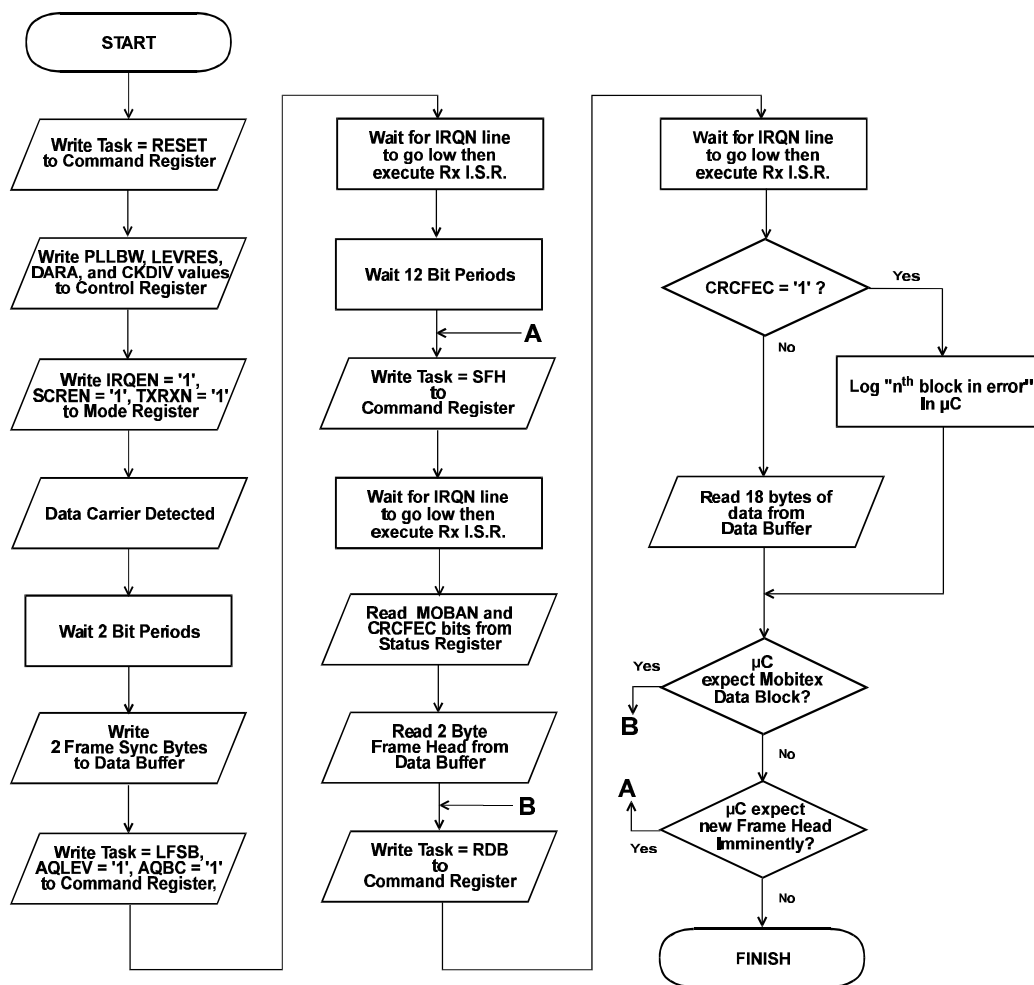 START
Write Task = RESET
to Command Register
Write PLLBW, LEVRES,
DARA, and CKDIV values
to Control Register
Write IRQEN = '1',
SCREN = '1', TXRXN = '1'
to Mode Register
Data Carrier Detected
Wait 2 Bit Periods
Write
2 Frame Sync Bytes
to Data Buffer
Write Task = LFSB,
AQLEV = '1', AQBC = '1'
to Command Register,
Wait for IRQN line
to go low then
execute Rx I.S.R.
Wait 12 Bit Periods
A
Write Task = SFH
to
Command Register
Wait for IRQN line
to go low then
execute Rx I.S.R.
Read MOBAN and
CRCFEC bits from
Status Register
Read 2 Byte
Frame Head from
Data Buffer
B
Write Task = RDB
to
Command Register
Wait for IRQN line
to go low then
execute Rx I.S.R.
CRCFEC = '1' ?
Yes
No
Log "nth block in error"
In µC
Read 18 bytes of
data from
Data Buffer
µC
expect Mobitex
Data Block?
Yes
B
No
A
µC expect
new Frame Head
Imminently?
Yes
No
FINISH